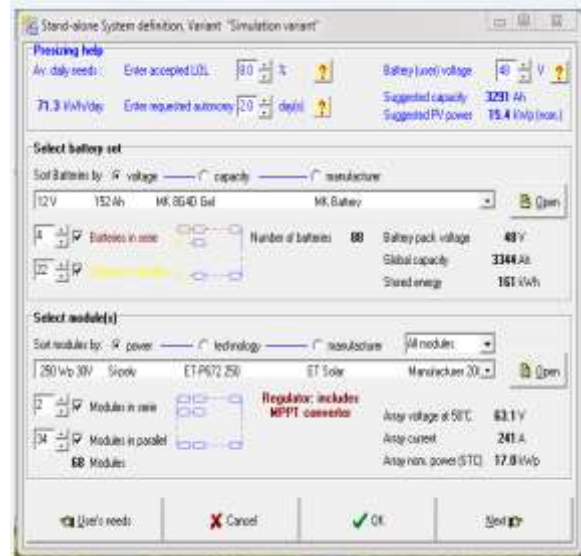 Stand-alone System definition, Variant "Simulation variant"
Presizing help
Av. daily needs : Enter accepted LOL 8.0 % ? Battery (user) voltage 48 V ?
71.3 kWh/day Enter requested autonomy 2.0 day(s) ? Suggested capacity 3291 Ah
Suggested PV power 15.4 kWp (nom.)
Select battery set
Sort Batteries by voltage capacity manufacturer
12 V 152 Ah MK 8G4D Gel MK Battery Open
4 Batteries in serie Number of batteries 88 Battery pack voltage 48 V
22 Global capacity 3344 Ah
Stored energy 161 kWh
Select module(s)
Sort modules by: power technology manufacturer All modules
250 Wp 30V Si-poly ET-P672 250 ET Solar Manufacturer 20 Open
2 Modules in serie Regulator: includes MPPT converter Array voltage at 50°C 63.1 V
34 Modules in parallel Array current 241 A
68 Modules Array nom. power (STC) 17.0 kWp
User's needs Cancel OK Next